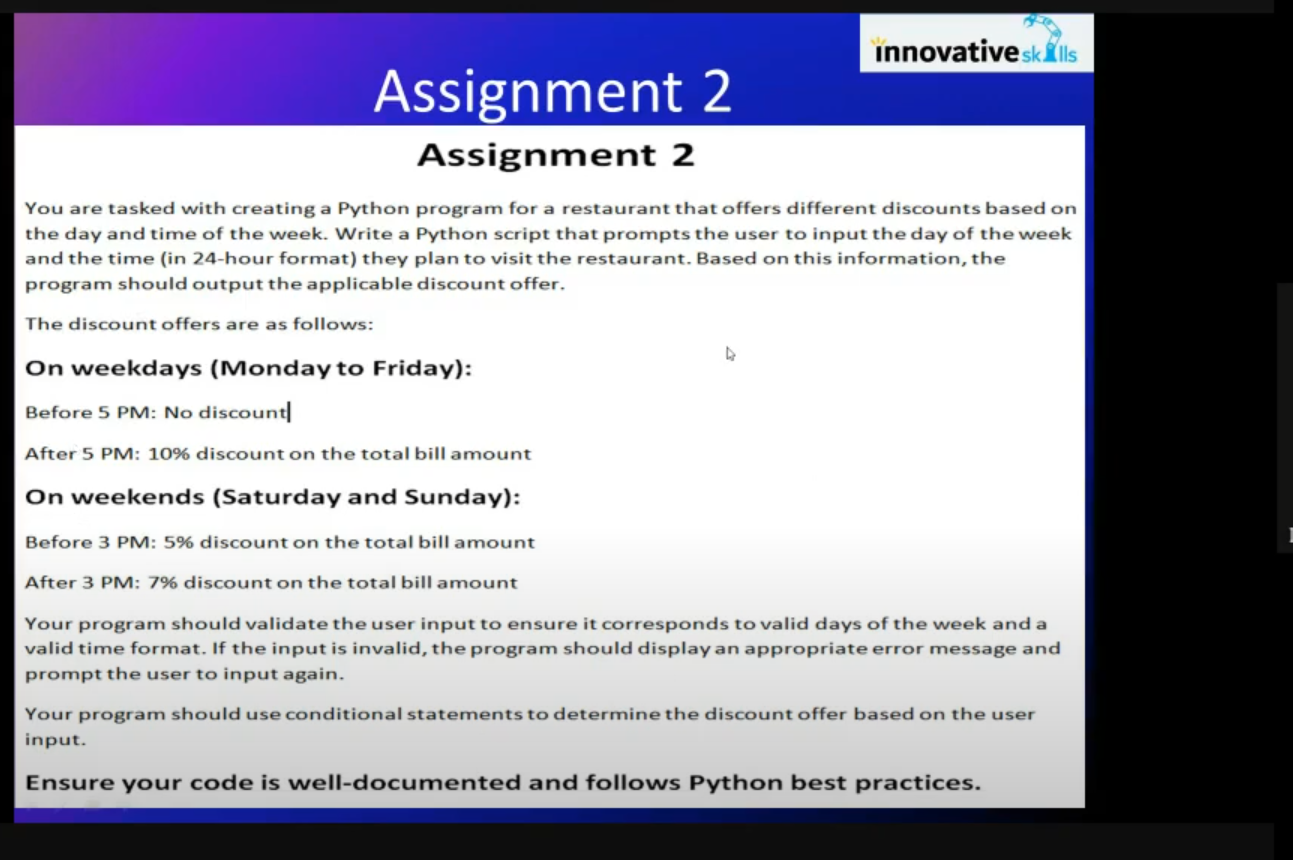 innovative skills
Assignment 2
Assignment 2
You are tasked with creating a Python program for a restaurant that offers different discounts based on
the day and time of the week. Write a Python script that prompts the user to input the day of the week
and the time (in 24-hour format) they plan to visit the restaurant. Based on this information, the
program should output the applicable discount offer.
The discount offers are as follows:
On weekdays (Monday to Friday):
Before 5 PM: No discount
After 5 PM: 10% discount on the total bill amount
On weekends (Saturday and Sunday):
Before 3 PM: 5% discount on the total bill amount
After 3 PM: 7% discount on the total bill amount
Your program should validate the user input to ensure it corresponds to valid days of the week and a
valid time format. If the input is invalid, the program should display an appropriate error message and
prompt the user to input again.
Your program should use conditional statements to determine the discount offer based on the user
input.
Ensure your code is well-documented and follows Python best practices.